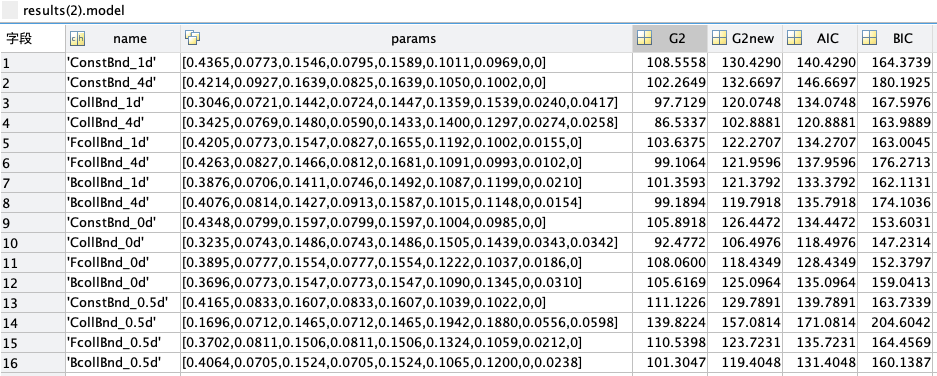 results(2).model
字段 name params G2 G2new AIC BIC
1 'ConstBnd_1d' [0.4365,0.0773,0.1546,0.0795,0.1589,0.1011,0.0969,0,0] 108.5558 130.4290 140.4290 164.3739
2 'ConstBnd_4d' [0.4214,0.0927,0.1639,0.0825,0.1639,0.1050,0.1002,0,0] 102.2649 132.6697 146.6697 180.1925
3 'CollBnd_1d' [0.3046,0.0721,0.1442,0.0724,0.1447,0.1359,0.1539,0.0240,0.0417] 97.7129 120.0748 134.0748 167.5976
4 'CollBnd_4d' [0.3425,0.0769,0.1480,0.0590,0.1433,0.1400,0.1297,0.0274,0.0258] 86.5337 102.8881 120.8881 163.9889
5 'FcollBnd_1d' [0.4205,0.0773,0.1547,0.0827,0.1655,0.1192,0.1002,0.0155,0] 103.6375 122.2707 134.2707 163.0045
6 'FcollBnd_4d' [0.4263,0.0827,0.1466,0.0812,0.1681,0.1091,0.0993,0.0102,0] 99.1064 121.9596 137.9596 176.2713
7 'BcollBnd_1d' [0.3876,0.0706,0.1411,0.0746,0.1492,0.1087,0.1199,0,0.0210] 101.3593 121.3792 133.3792 162.1131
8 'BcollBnd_4d' [0.4076,0.0814,0.1427,0.0913,0.1587,0.1015,0.1148,0,0.0154] 99.1894 119.7918 135.7918 174.1036
9 'ConstBnd_0d' [0.4348,0.0799,0.1597,0.0799,0.1597,0.1004,0.0985,0,0] 105.8918 126.4472 134.4472 153.6031
10 'CollBnd_0d' [0.3235,0.0743,0.1486,0.0743,0.1486,0.1505,0.1439,0.0343,0.0342] 92.4772 106.4976 118.4976 147.2314
11 'FcollBnd_0d' [0.3895,0.0777,0.1554,0.0777,0.1554,0.1222,0.1037,0.0186,0] 108.0600 118.4349 128.4349 152.3797
12 'BcollBnd_0d' [0.3696,0.0773,0.1547,0.0773,0.1547,0.1090,0.1345,0,0.0310] 105.6169 125.0964 135.0964 159.0413
13 'ConstBnd_0.5d' [0.4165,0.0833,0.1607,0.0833,0.1607,0.1039,0.1022,0,0] 111.1226 129.7891 139.7891 163.7339
14 'CollBnd_0.5d' [0.1696,0.0712,0.1465,0.0712,0.1465,0.1942,0.1880,0.0556,0.0598] 139.8224 157.0814 171.0814 204.6042
15 'FcollBnd_0.5d' [0.3702,0.0811,0.1506,0.0811,0.1506,0.1324,0.1059,0.0212,0] 110.5398 123.7231 135.7231 164.4569
16 'BcollBnd_0.5d' [0.4064,0.0705,0.1524,0.0705,0.1524,0.1065,0.1200,0,0.0238] 101.3047 119.4048 131.4048 160.1387